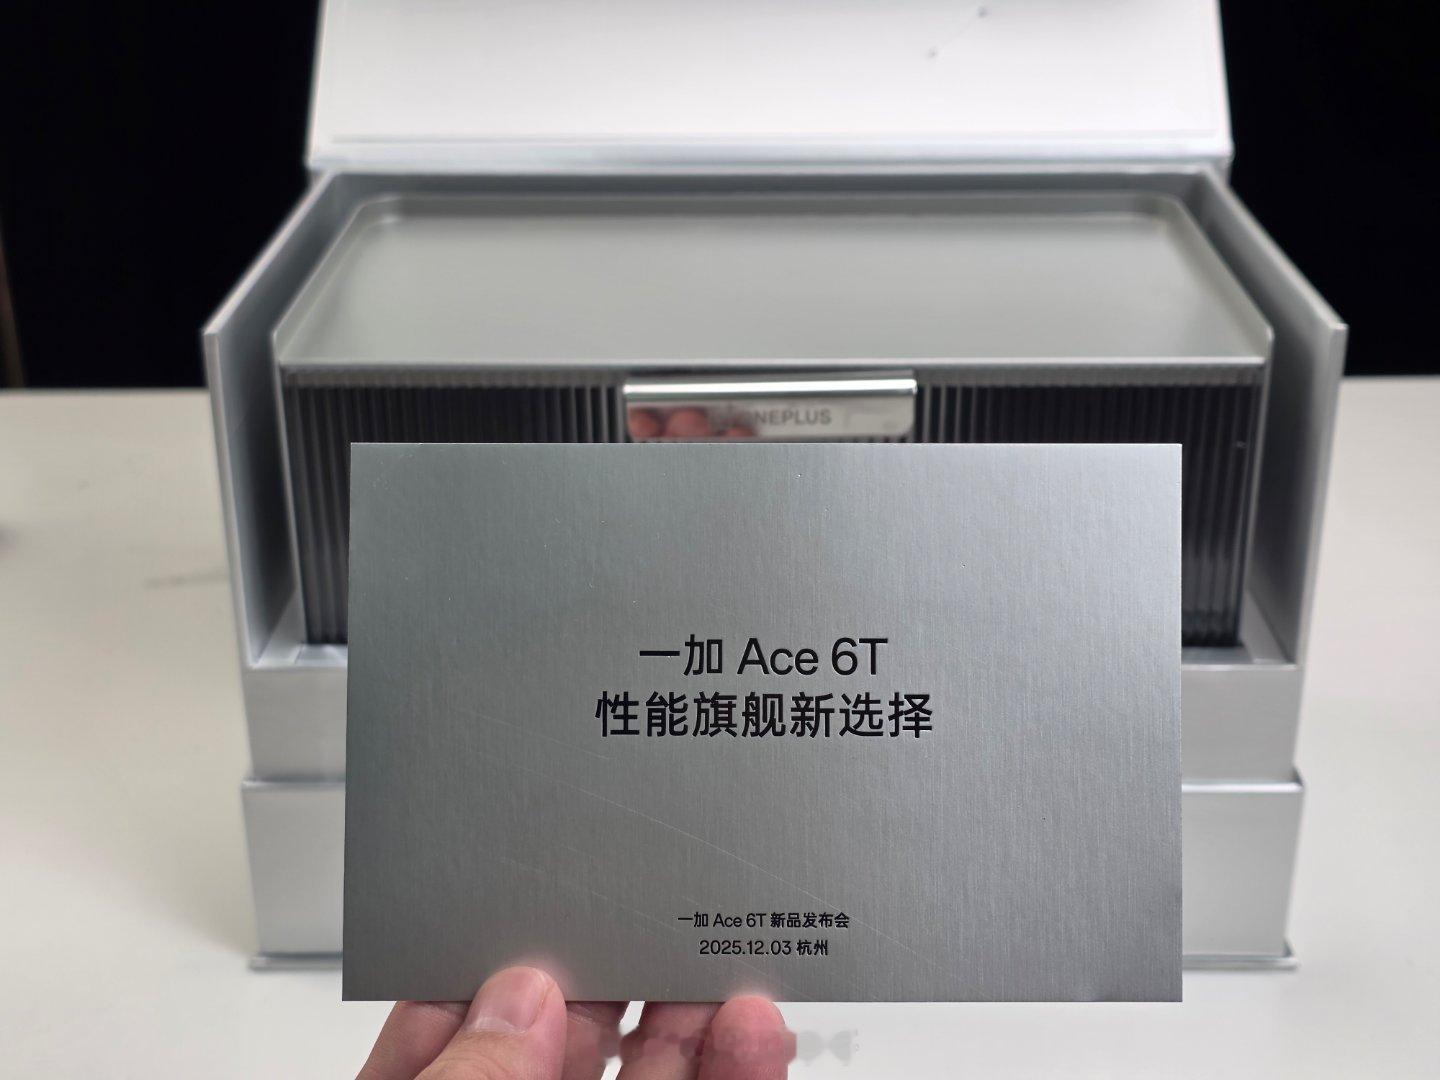 ONEPLUS
一加 Ace 6T
性能旗舰新选择
一加 Ace 6T 新品发布会
2025.12.03 杭州